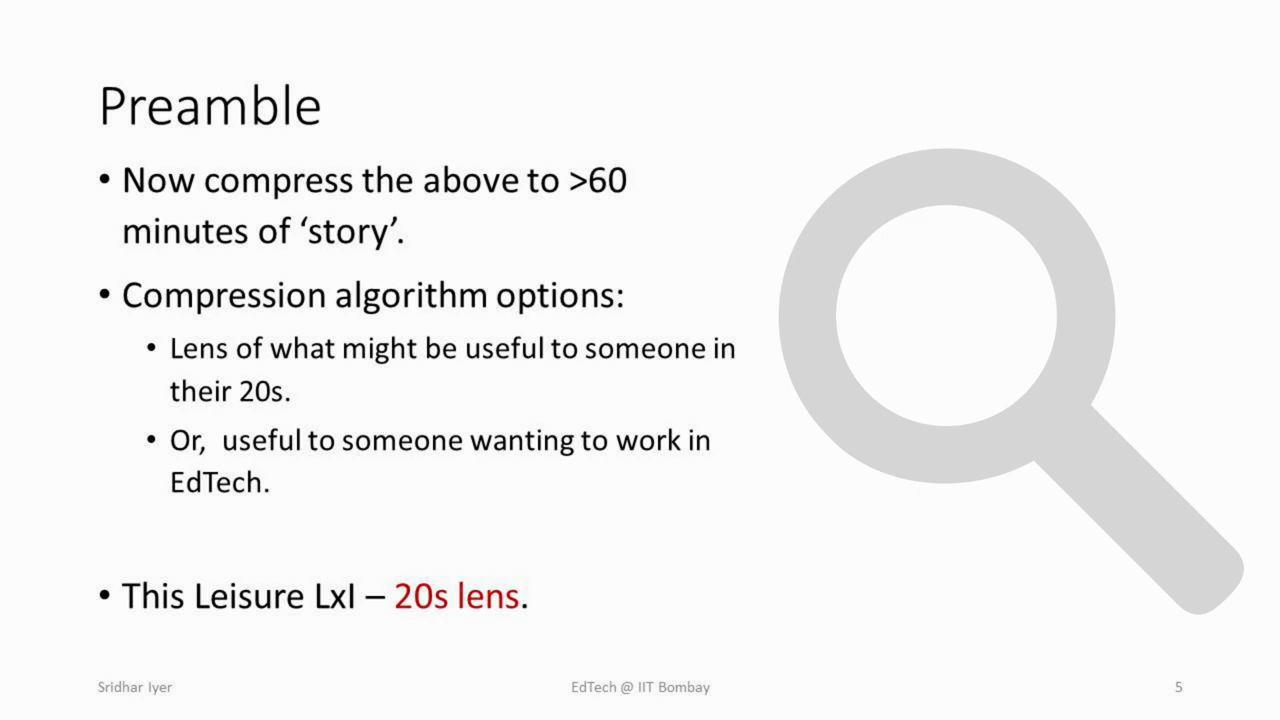 Preamble
• Now compress the above to >60
minutes of ‘story’.
• Compression algorithm options:
• Lens of what might be useful to someone in
their 20s.
• Or,  useful to someone wanting to work in
EdTech.
• This Leisure LxI – 20s lens.
Sridhar Iyer
EdTech @ IIT Bombay
5